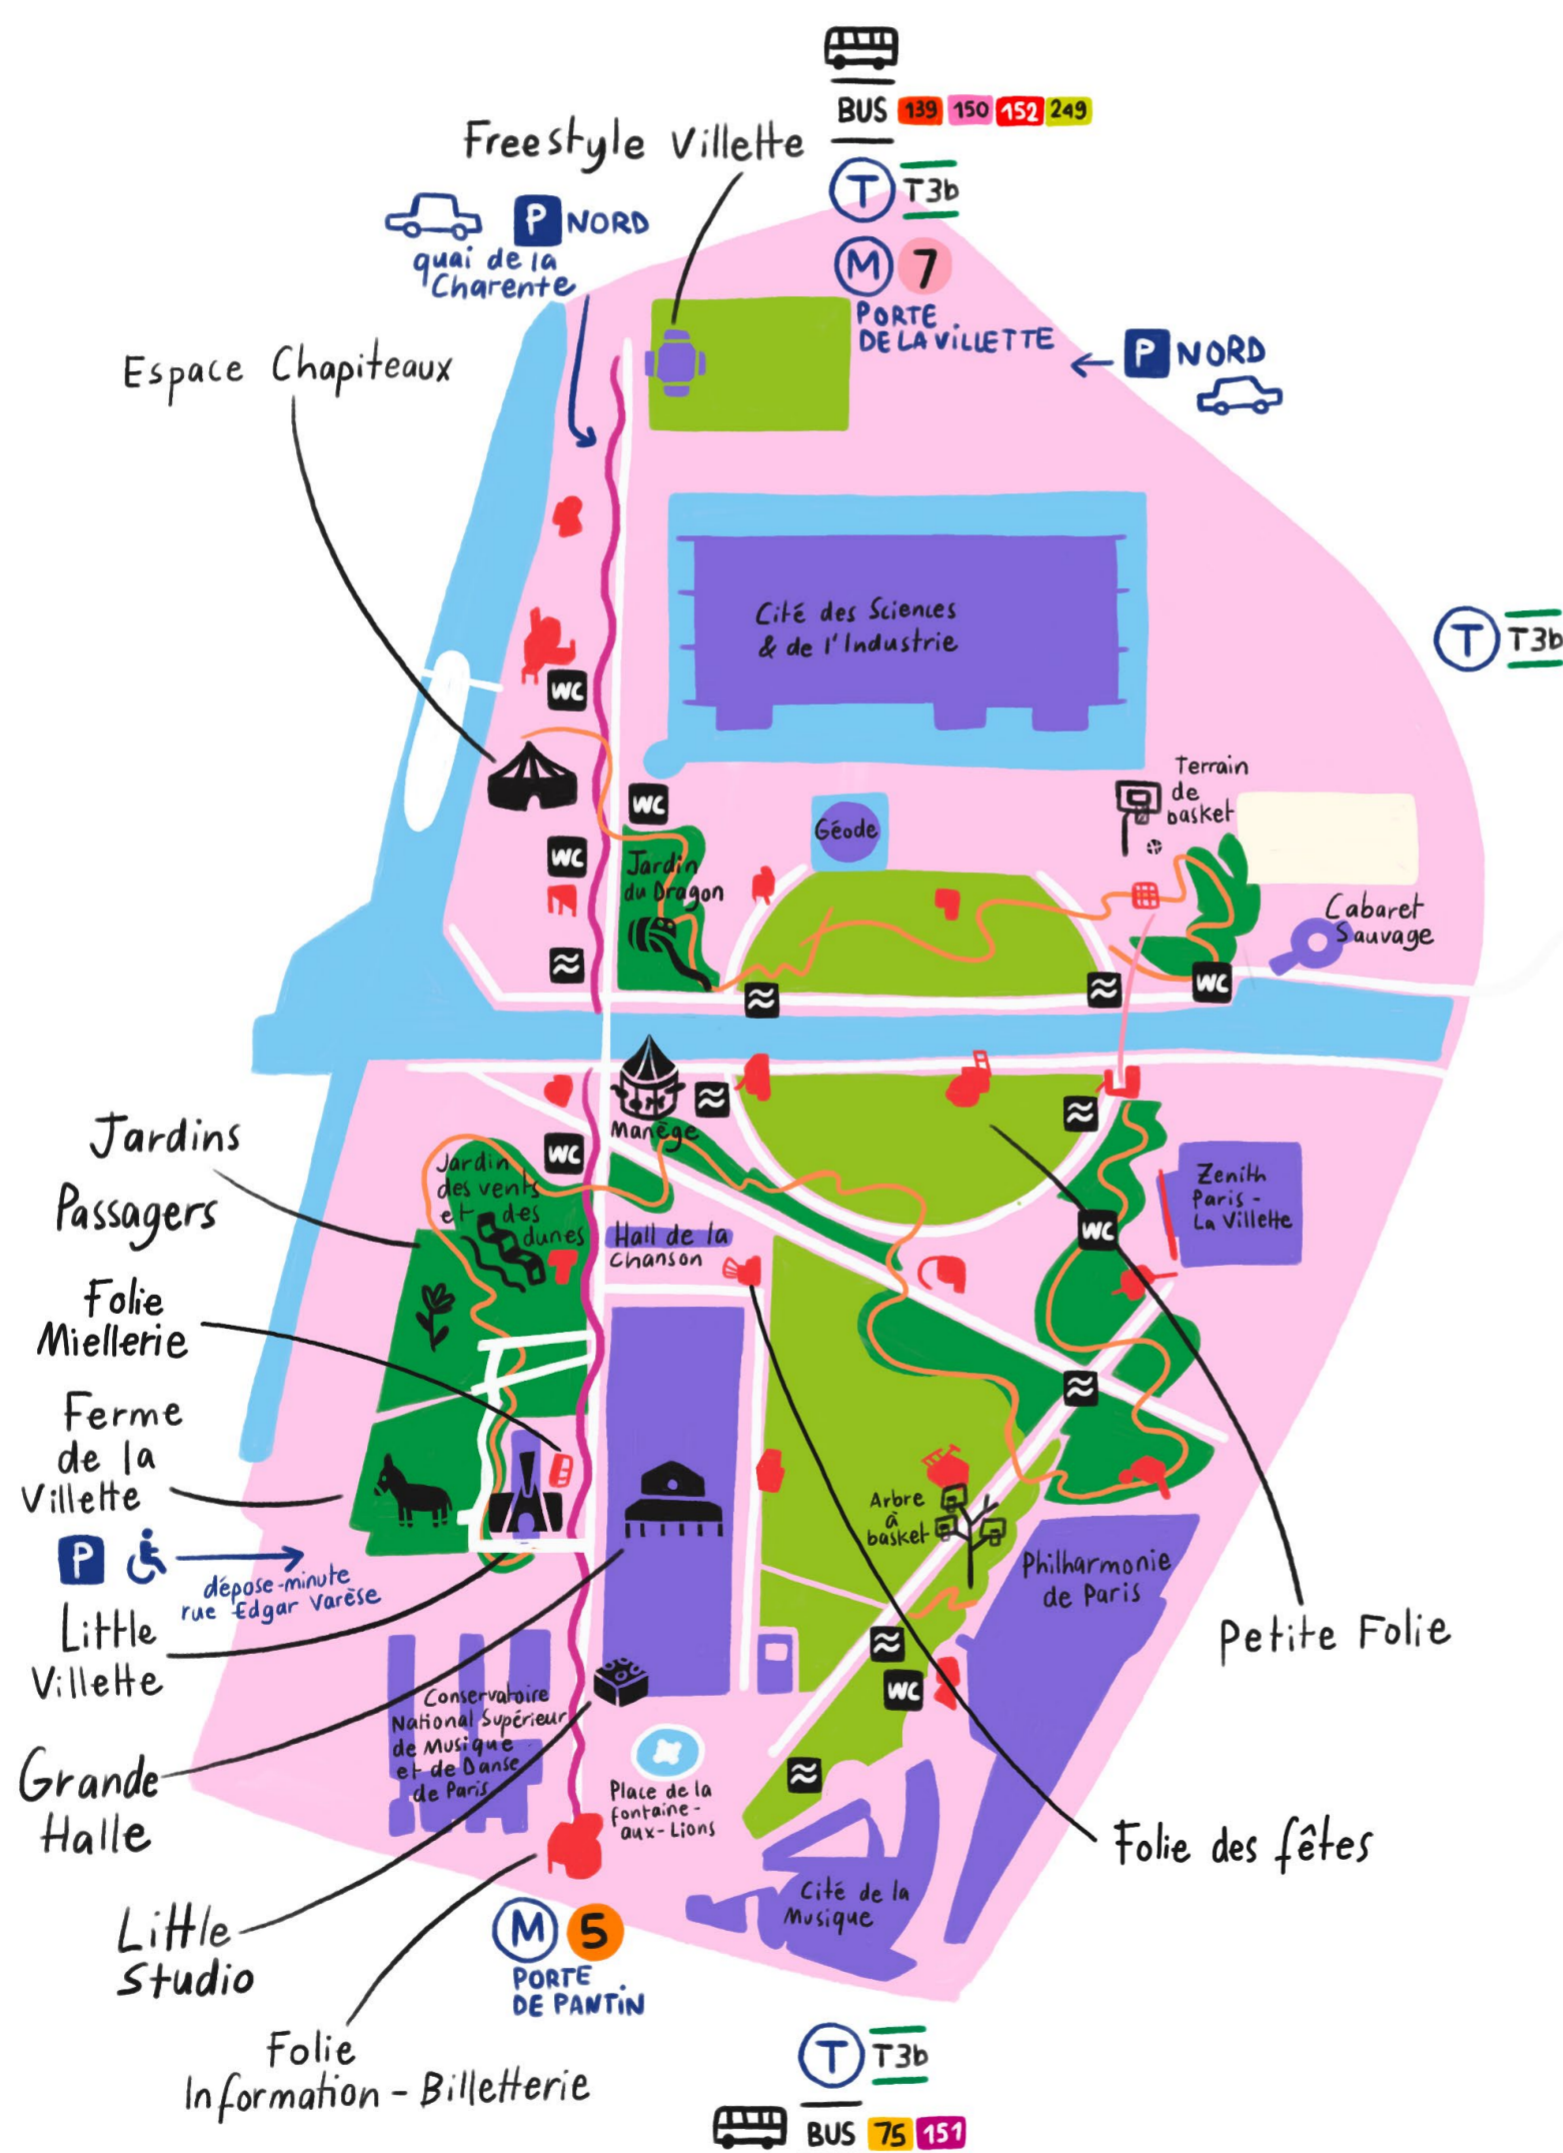 BUS 139 150 152 249
Freestyle Villette
T T3b
P NORD
quai de la
Charente
M 7
PORTE
DE LA VILLETTE
P NORD
Espace Chapiteaux
Cité des Sciences
& de l'Industrie
T T3b
WC
Terrain
de
basket
WC
Géode
WC
Jardin
du Dragon
Cabaret
Sauvage
WC
Manège
Jardins
Passagers
WC
Jardin
des vents
et des
dunes
Zenith
Paris -
La Villette
WC
Hall de la
Chanson
Folie
Miellerie
Ferme
de la
Villette
Arbre
à
basket
P
dépose-minute
rue Edgar Varèse
Philharmonie
de Paris
Little
Villette
Petite Folie
WC
Conservatoire
National Supérieur
de Musique
et de Danse
de Paris
Grande
Halle
Place de la
fontaine-
aux-Lions
Folie des fêtes
Cité de la
Musique
Little
Studio
M 5
PORTE
DE PANTIN
Folie
Information - Billetterie
T T3b
BUS 75 151